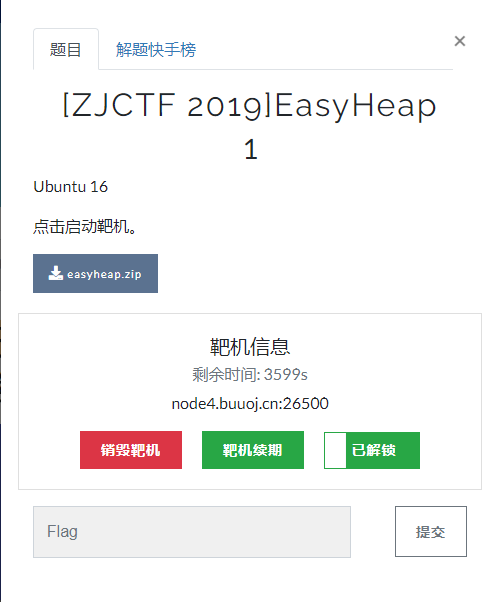 题目 解题快手榜 ×
[ZJCTF 2019]EasyHeap
1
Ubuntu 16
点击启动靶机。
easyheap.zip
靶机信息
剩余时间: 3599s
node4.buuoj.cn:26500
销毁靶机 靶机续期 已解锁
Flag 提交